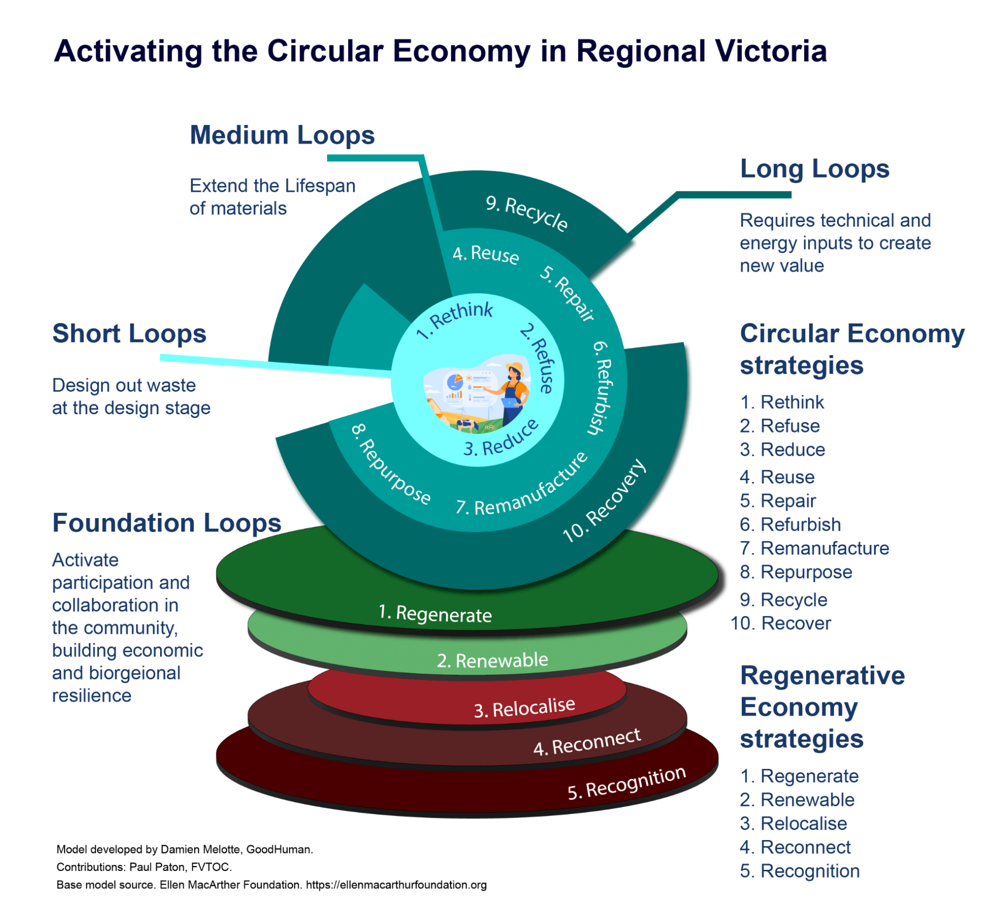 Activating the Circular Economy in Regional Victoria
Medium Loops
Extend the Lifespan
of materials
Long Loops
Requires technical and
energy inputs to create
new value
Short Loops
Design out waste
at the design stage
1. Rethink
2. Refuse
3. Reduce
4. Reuse
5. Repair
6. Refurbish
7. Remanufacture
8. Repurpose
9. Recycle
10. Recovery
Circular Economy
strategies
1. Rethink
2. Refuse
3. Reduce
4. Reuse
5. Repair
6. Refurbish
7. Remanufacture
8. Repurpose
9. Recycle
10. Recover
Foundation Loops
Activate
participation and
collaboration in
the community,
building economic
and biorgeional
resilience
1. Regenerate
2. Renewable
3. Relocalise
4. Reconnect
5. Recognition
Regenerative
Economy
strategies
1. Regenerate
2. Renewable
3. Relocalise
4. Reconnect
5. Recognition
Model developed by Damien Melotte, GoodHuman.
Contributions: Paul Paton, FVTOC.
Base model source. Ellen MacArther Foundation. https://ellenmacarthurfoundation.org